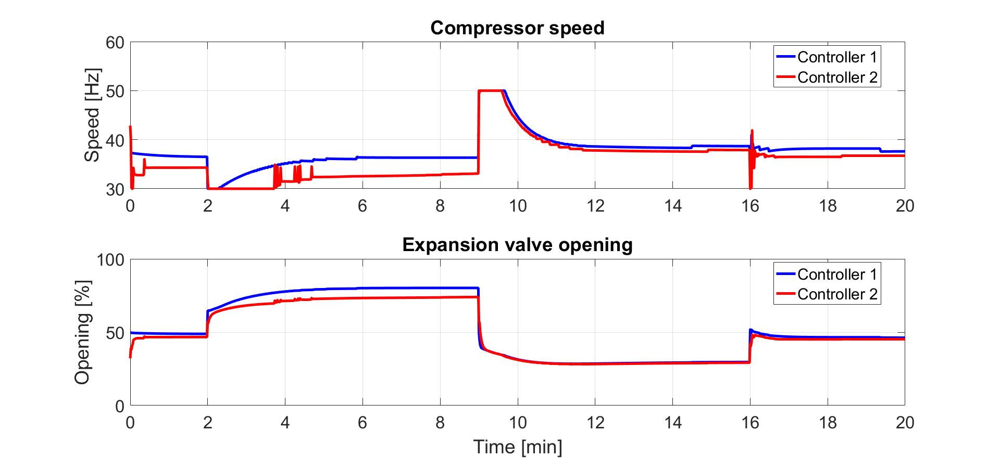 Compressor speed
Speed [Hz]
60
50
40
30
0 2 4 6 8 10 12 14 16 18 20
Controller 1
Controller 2
Expansion valve opening
Opening [%]
100
50
0
0 2 4 6 8 10 12 14 16 18 20
Controller 1
Controller 2
Time [min]